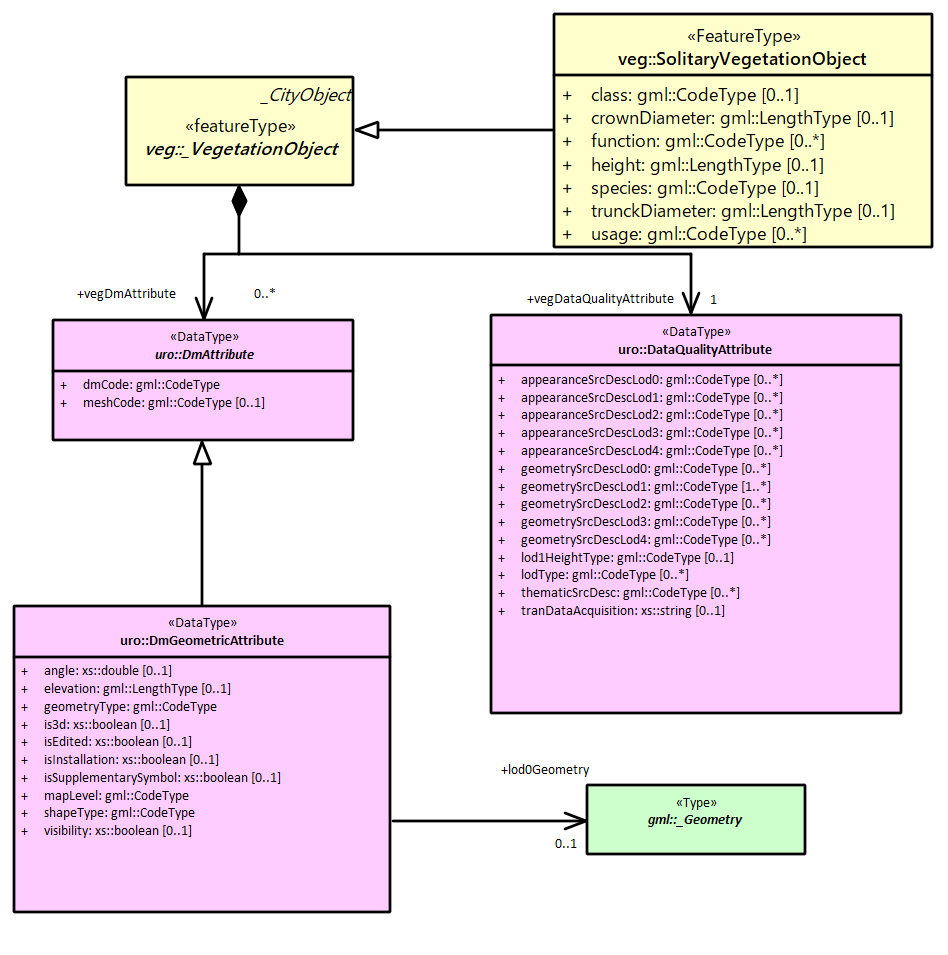 «FeatureType»
veg::SolitaryVegetationObject
+ class: gml::CodeType [0..1]
+ crownDiameter: gml::LengthType [0..1]
+ function: gml::CodeType [0..*]
+ height: gml::LengthType [0..1]
+ species: gml::CodeType [0..1]
+ trunckDiameter: gml::LengthType [0..1]
+ usage: gml::CodeType [0..*]
_CityObject
«featureType»
veg::_VegetationObject
+vegDmAttribute 0..*
+vegDataQualityAttribute 1
«DataType»
uro::DmAttribute
+ dmCode: gml::CodeType
+ meshCode: gml::CodeType [0..1]
«DataType»
uro::DataQualityAttribute
+ appearanceSrcDescLod0: gml::CodeType [0..*]
+ appearanceSrcDescLod1: gml::CodeType [0..*]
+ appearanceSrcDescLod2: gml::CodeType [0..*]
+ appearanceSrcDescLod3: gml::CodeType [0..*]
+ appearanceSrcDescLod4: gml::CodeType [0..*]
+ geometrySrcDescLod0: gml::CodeType [0..*]
+ geometrySrcDescLod1: gml::CodeType [1..*]
+ geometrySrcDescLod2: gml::CodeType [0..*]
+ geometrySrcDescLod3: gml::CodeType [0..*]
+ geometrySrcDescLod4: gml::CodeType [0..*]
+ lod1HeightType: gml::CodeType [0..1]
+ lodType: gml::CodeType [0..*]
+ thematicSrcDesc: gml::CodeType [0..*]
+ tranDataAcquisition: xs::string [0..1]
«DataType»
uro::DmGeometricAttribute
+ angle: xs::double [0..1]
+ elevation: gml::LengthType [0..1]
+ geometryType: gml::CodeType
+ is3d: xs::boolean [0..1]
+ isEdited: xs::boolean [0..1]
+ isInstallation: xs::boolean [0..1]
+ isSupplementarySymbol: xs::boolean [0..1]
+ mapLevel: gml::CodeType
+ shapeType: gml::CodeType
+ visibility: xs::boolean [0..1]
+lod0Geometry
0..1
«Type»
gml::_Geometry